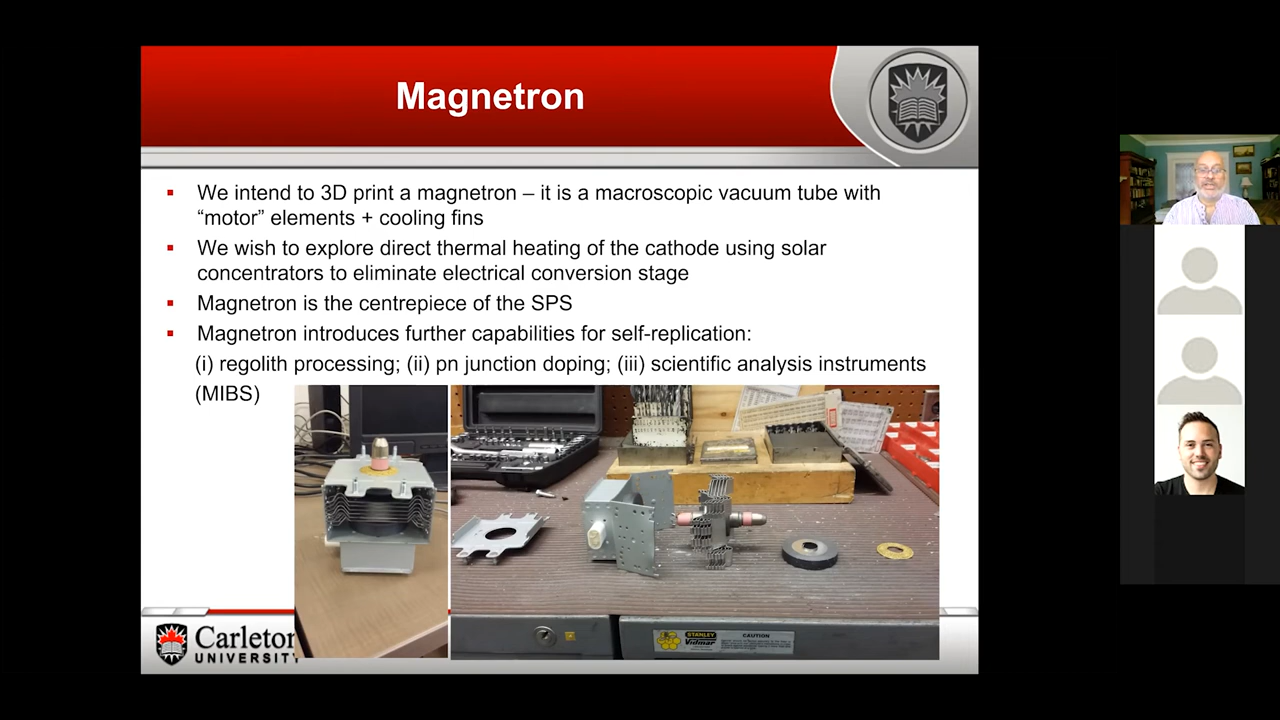 Magnetron
▪ We intend to 3D print a magnetron – it is a macroscopic vacuum tube with
“motor” elements + cooling fins
▪ We wish to explore direct thermal heating of the cathode using solar
concentrators to eliminate electrical conversion stage
▪ Magnetron is the centrepiece of the SPS
▪ Magnetron introduces further capabilities for self-replication:
(i) regolith processing; (ii) pn junction doping; (iii) scientific analysis instruments
(MIBS)
STANLEY
Vidmar
CAUTION
Carleton
UNIVERSITY